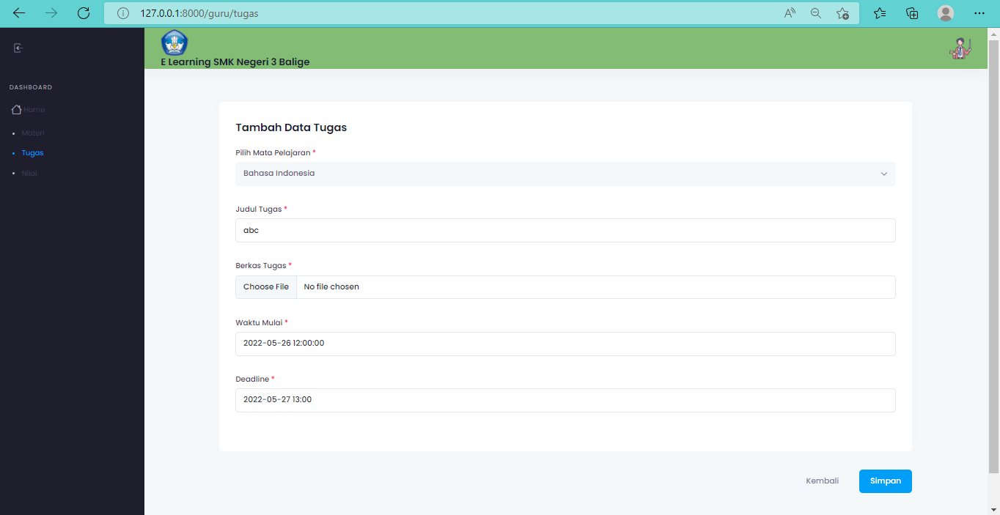 127.0.0.1:8000/guru/tugas
E Learning SMK Negeri 3 Balige
DASHBOARD
Home
Materi
Tugas
Nilai
Tambah Data Tugas
Pilih Mata Pelajaran *
Bahasa Indonesia
Judul Tugas *
abc
Berkas Tugas *
Choose File No file chosen
Waktu Mulai *
2022-05-26 12:00:00
Deadline *
2022-05-27 13:00
Kembali Simpan